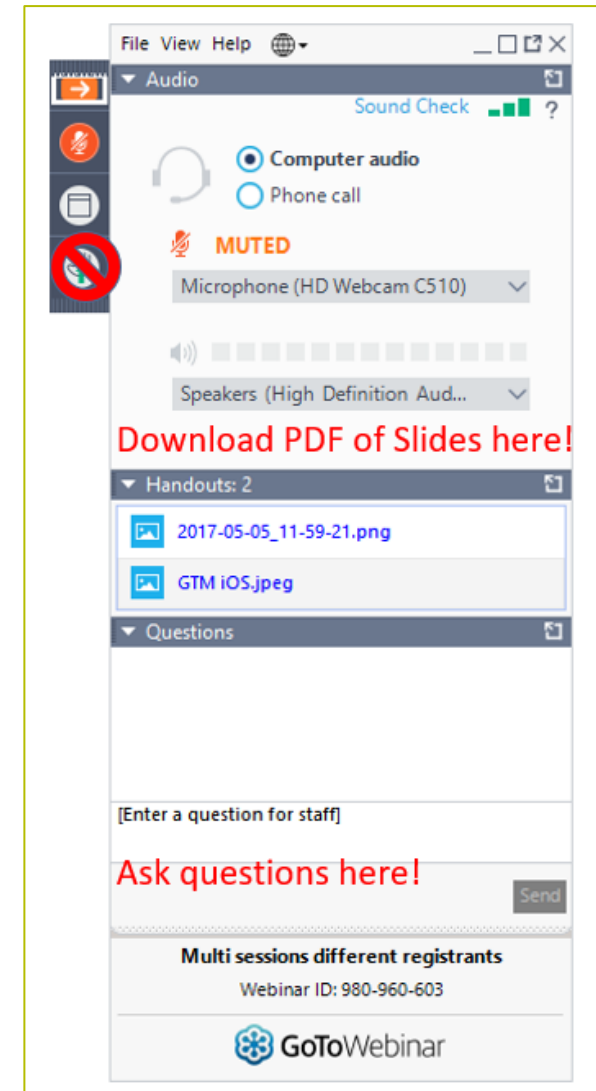 File View Help
Audio
Sound Check ?
Computer audio
Phone call
MUTED
Microphone (HD Webcam C510)
Speakers (High Definition Aud...
Download PDF of Slides here!
Handouts: 2
2017-05-05_11-59-21.png
GTM iOS.jpeg
Questions
[Enter a question for staff]
Ask questions here!
Send
Multi sessions different registrants
Webinar ID: 980-960-603
GoToWebinar